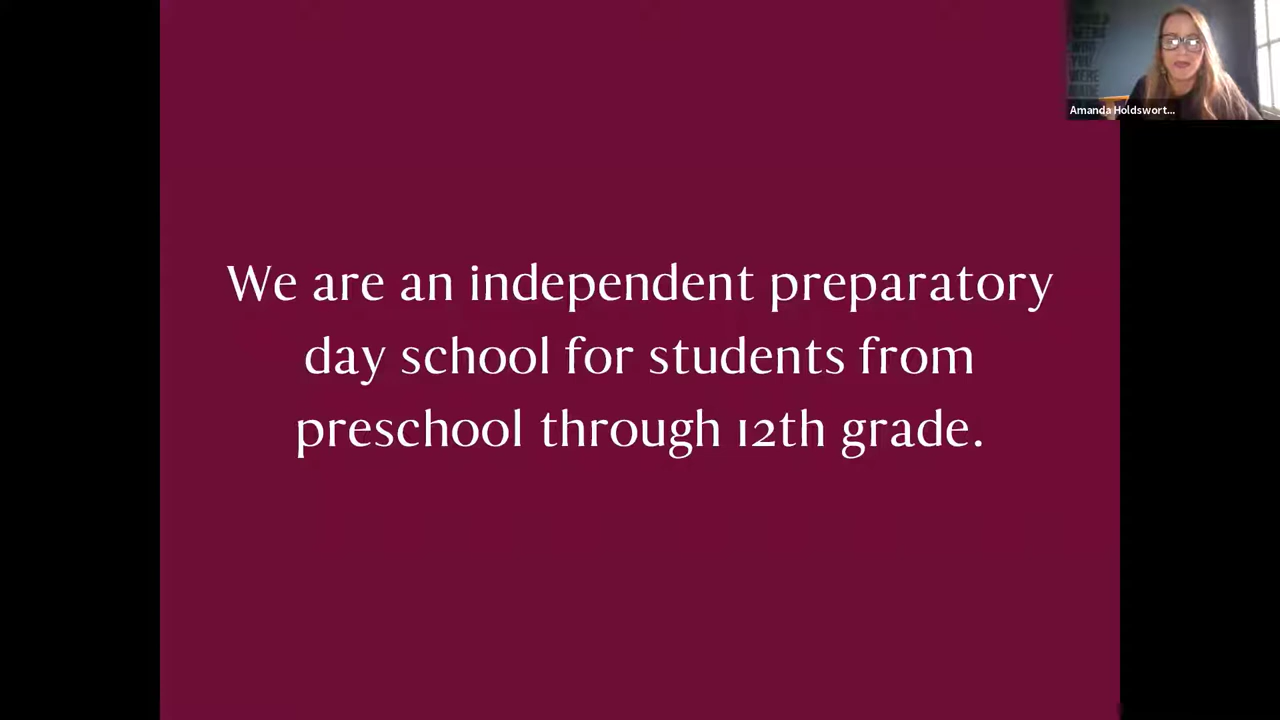 Amanda Holdswort...
We are an independent preparatory
day school for students from
preschool through 12th grade.